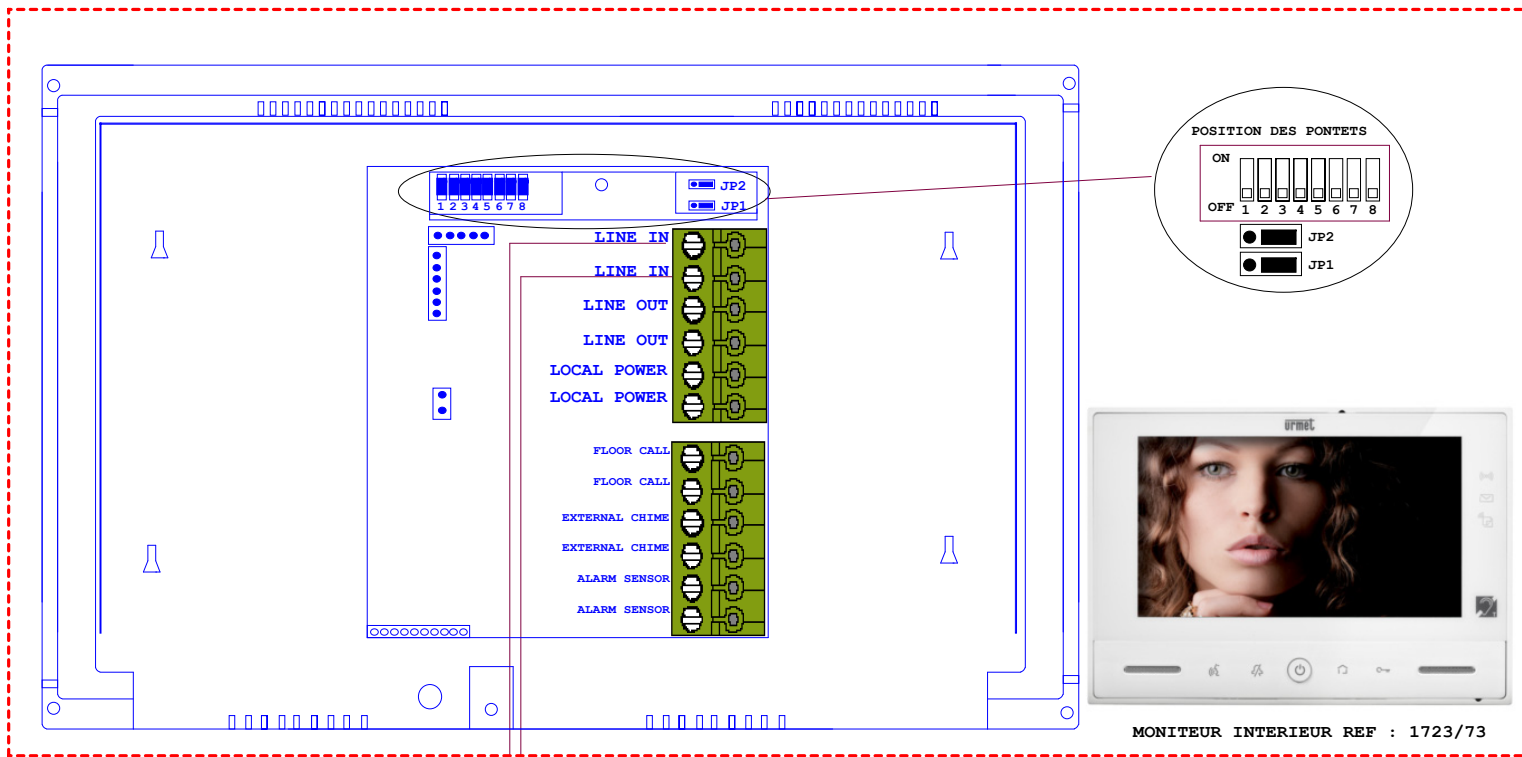 1 2 3 4 5 6 7 8
JP2
JP1
LINE IN
LINE IN
LINE OUT
LINE OUT
LOCAL POWER
LOCAL POWER
FLOOR CALL
FLOOR CALL
EXTERNAL CHIME
EXTERNAL CHIME
ALARM SENSOR
ALARM SENSOR
POSITION DES PONTETS
ON
OFF 1 2 3 4 5 6 7 8
JP2
JP1
urmet
MONITEUR INTERIEUR REF : 1723/73